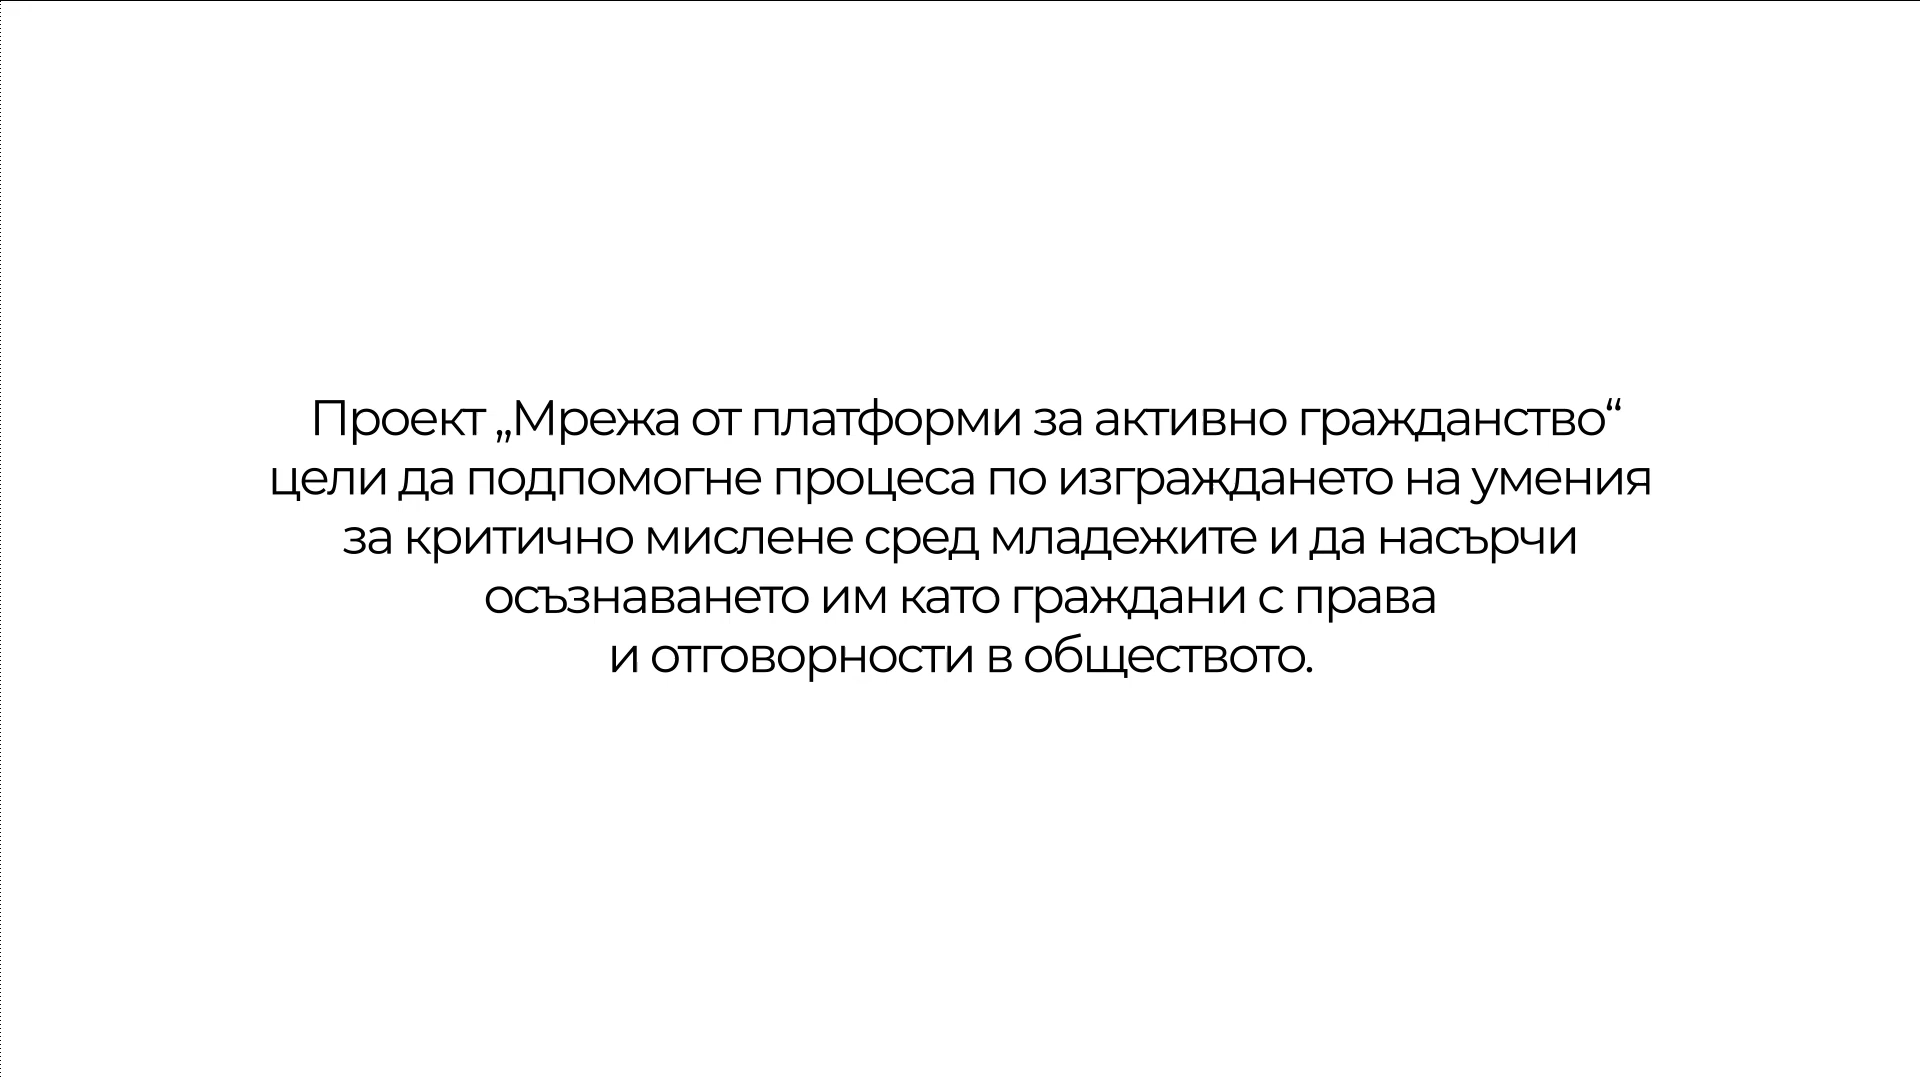 Проект „Мрежа от платформи за активно гражданство“
цели да подпомогне процеса по изграждането на умения
за критично мислене сред младежите и да насърчи
осъзнаването им като граждани с права
и отговорности в обществото.